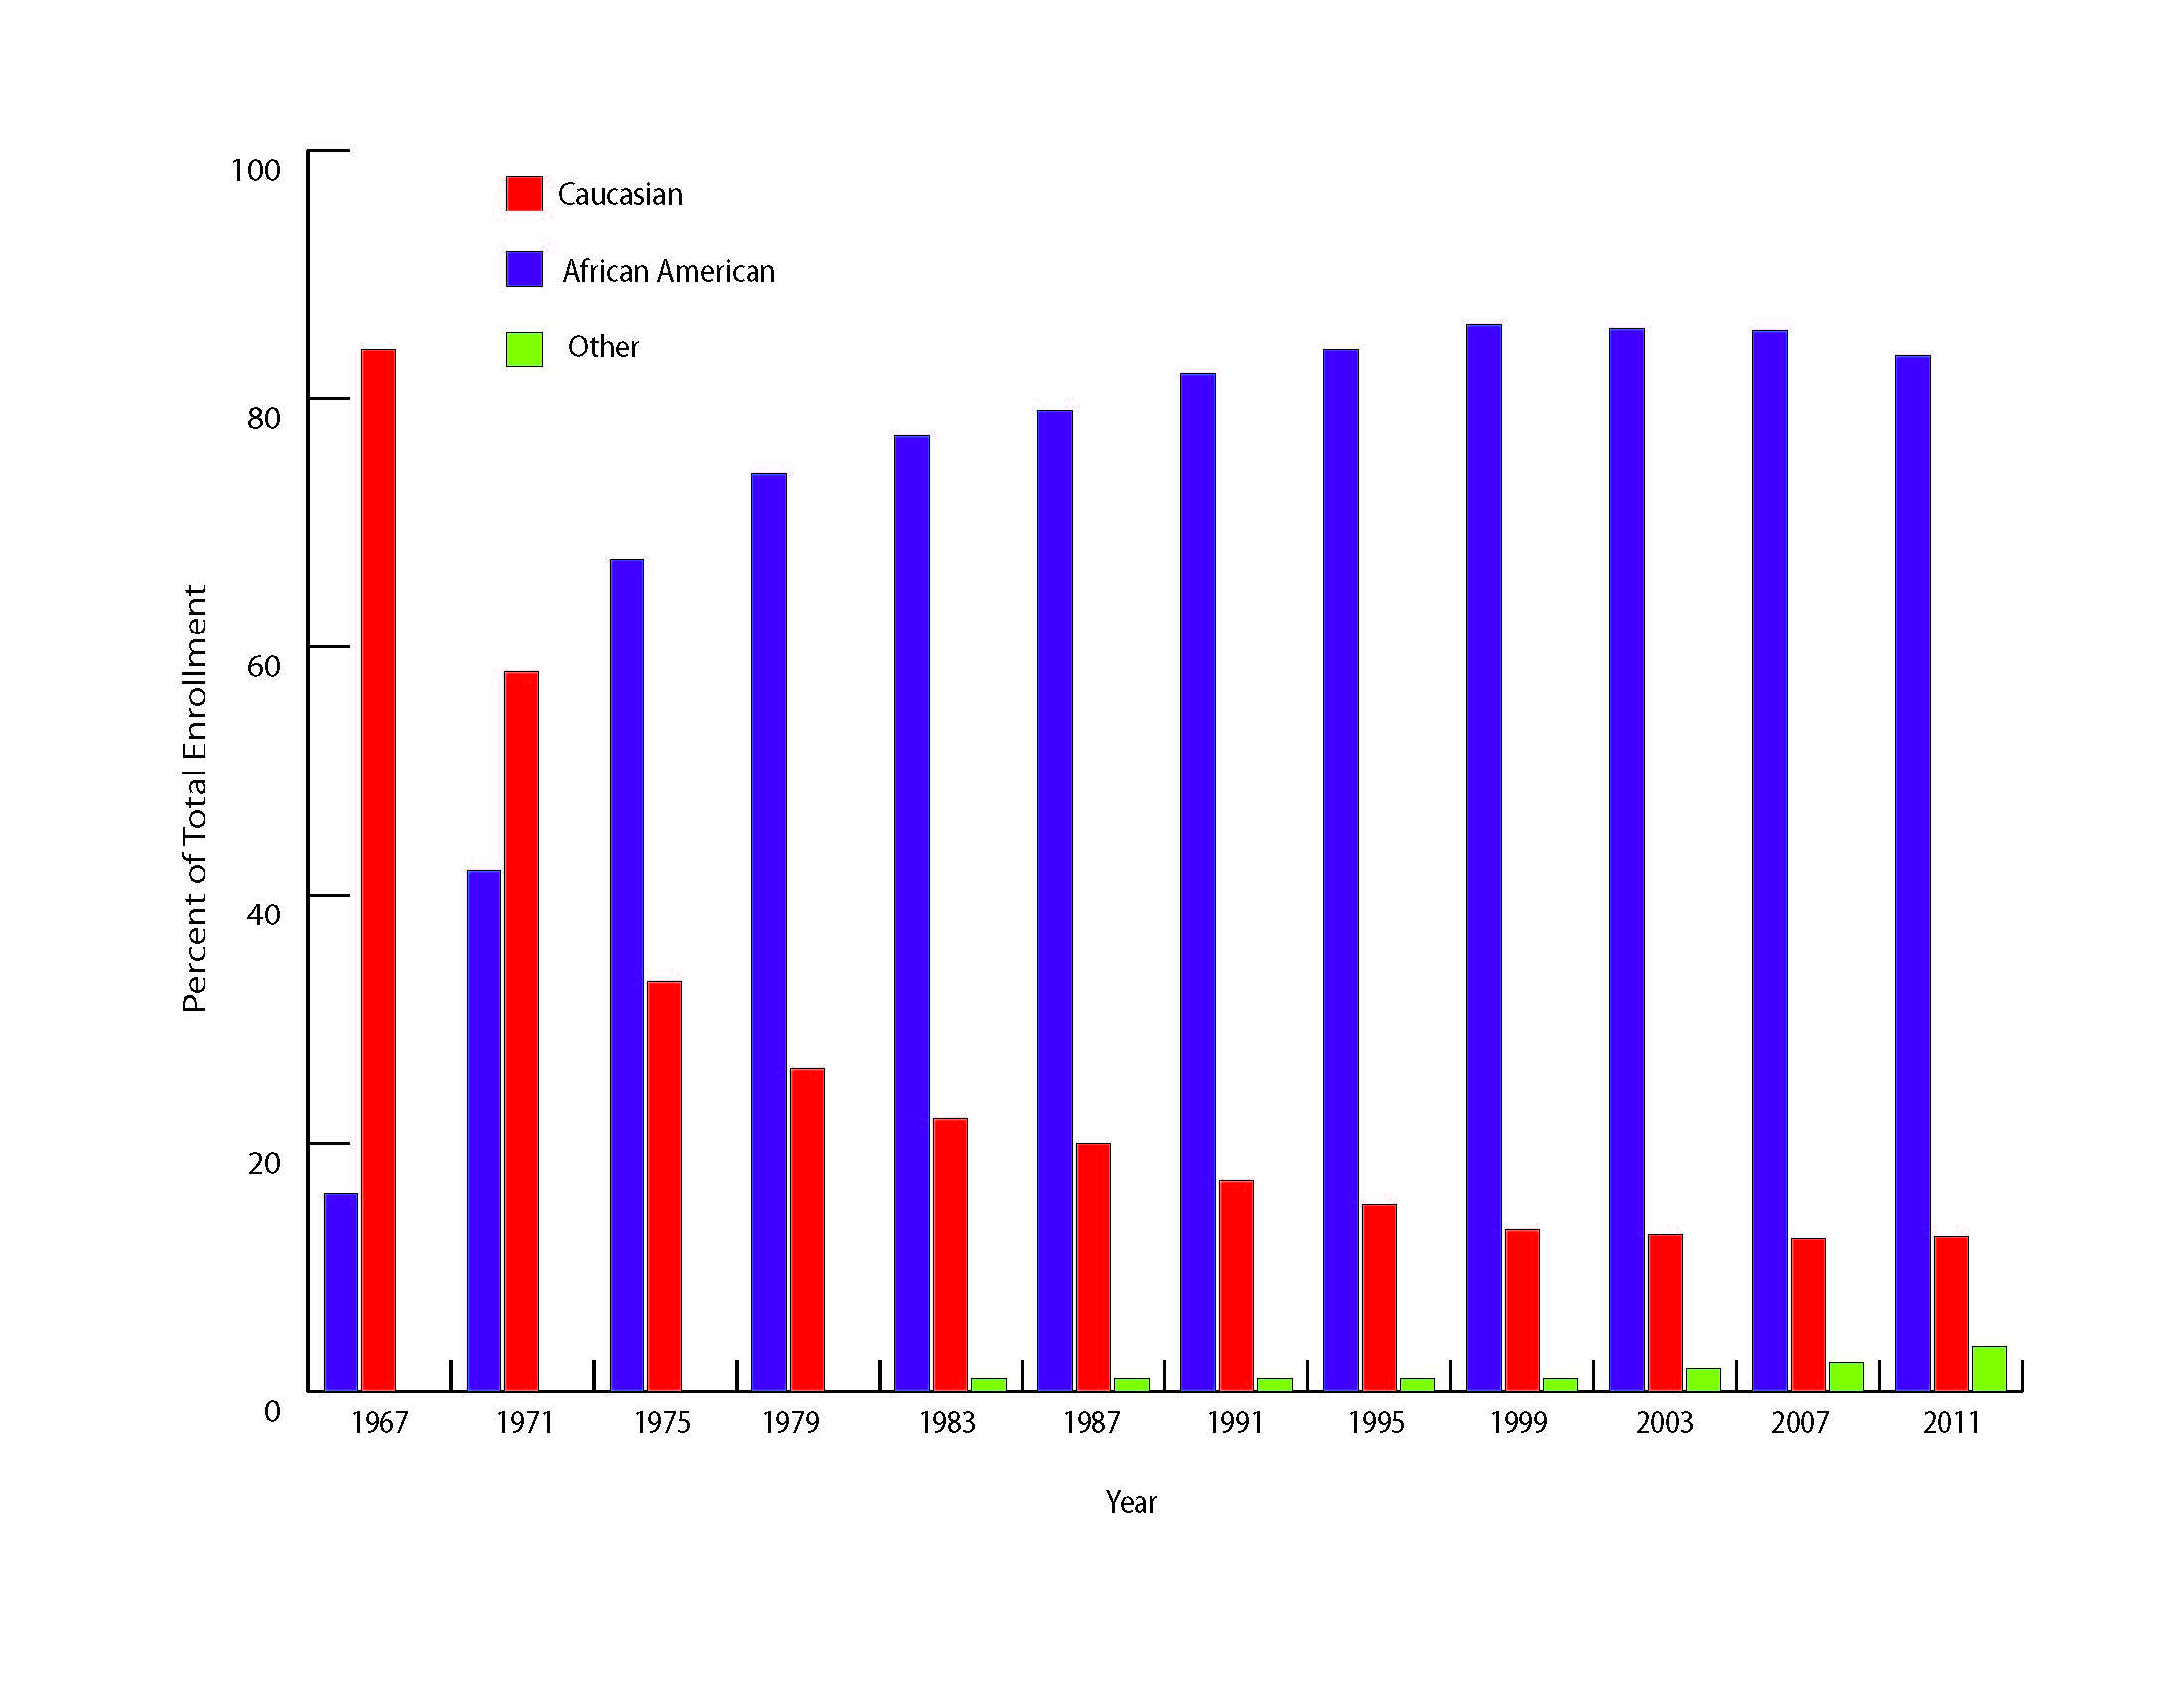 100
80
60
40
20
0
Percent of Total Enrollment
Caucasian
African American
Other
1967 1971 1975 1979 1983 1987 1991 1995 1999 2003 2007 2011
Year